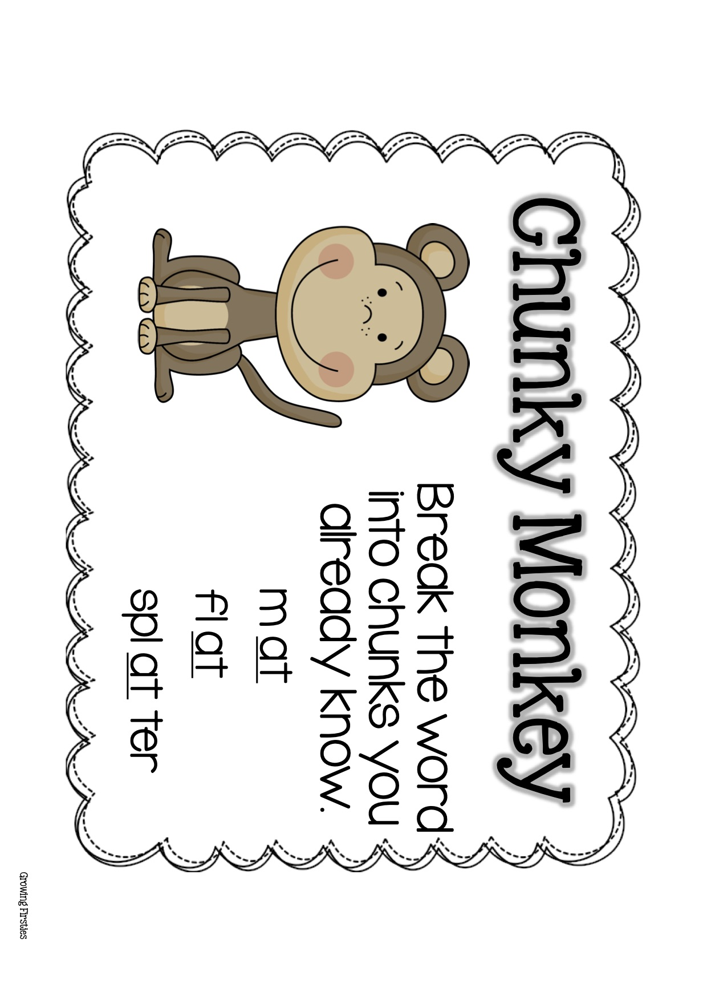 Chunky Monkey
Break the word
into chunks you
already know.
m at
fl at
spl at ter
Growing Firsties